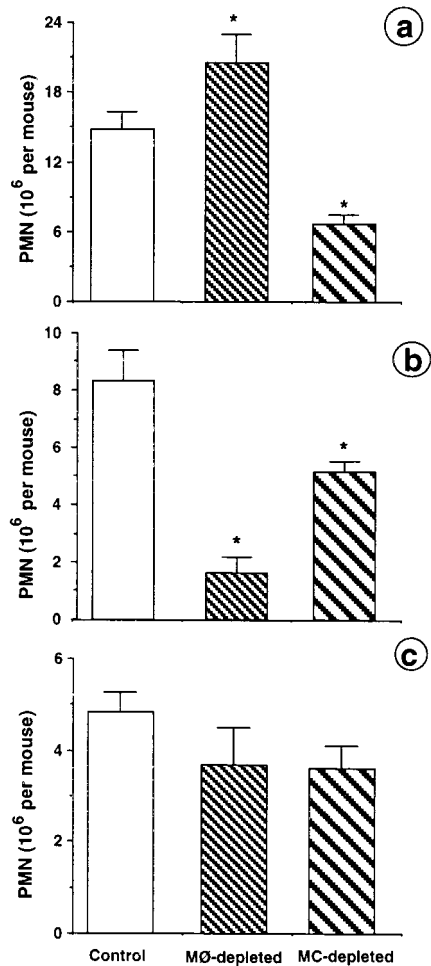 a
24
18
12
6
0
PMN (10⁶ per mouse)
*
*
b
10
8
6
4
2
0
PMN (10⁶ per mouse)
*
*
c
6
4
2
0
PMN (10⁶ per mouse)
Control MØ-depleted MC-depleted